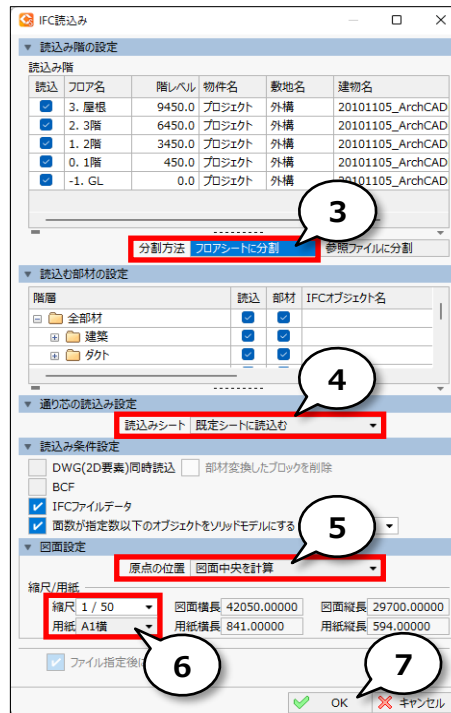 IFC読込み
読込み階の設定
読込み階
読込 フロア名 階レベル 物件名 敷地名 建物名
3. 屋根 9450.0 プロジェクト 外構 20101105_ArchCAD
2. 3階 6450.0 プロジェクト 外構 20101105_ArchCAD
1. 2階 3450.0 プロジェクト 外構 20101105_ArchCAD
0. 1階 450.0 プロジェクト 外構 20101105_ArchCAD
-1. GL 0.0 プロジェクト 外構 20101105_ArchCAD
3
分割方法 フロアシートに分割 参照ファイルに分割
読込む部材の設定
階層 読込 部材 IFCオブジェクト名
全部材
建築
ダクト
4
通り芯の読込み設定
読込みシート 既定シートに読込む
読込み条件設定
DWG(2D要素)同時読込 部材変換したブロックを削除
BCF
IFCファイルデータ
面数が指定数以下のオブジェクトをソリッドモデルにする
5
図面設定
原点の位置 図面中央を計算
縮尺/用紙
縮尺 1 / 50 図面横長 42050.00000 図面縦長 29700.00000
用紙 A1横 用紙横長 841.00000 用紙縦長 594.00000
6
7
ファイル指定後に
OK キャンセル